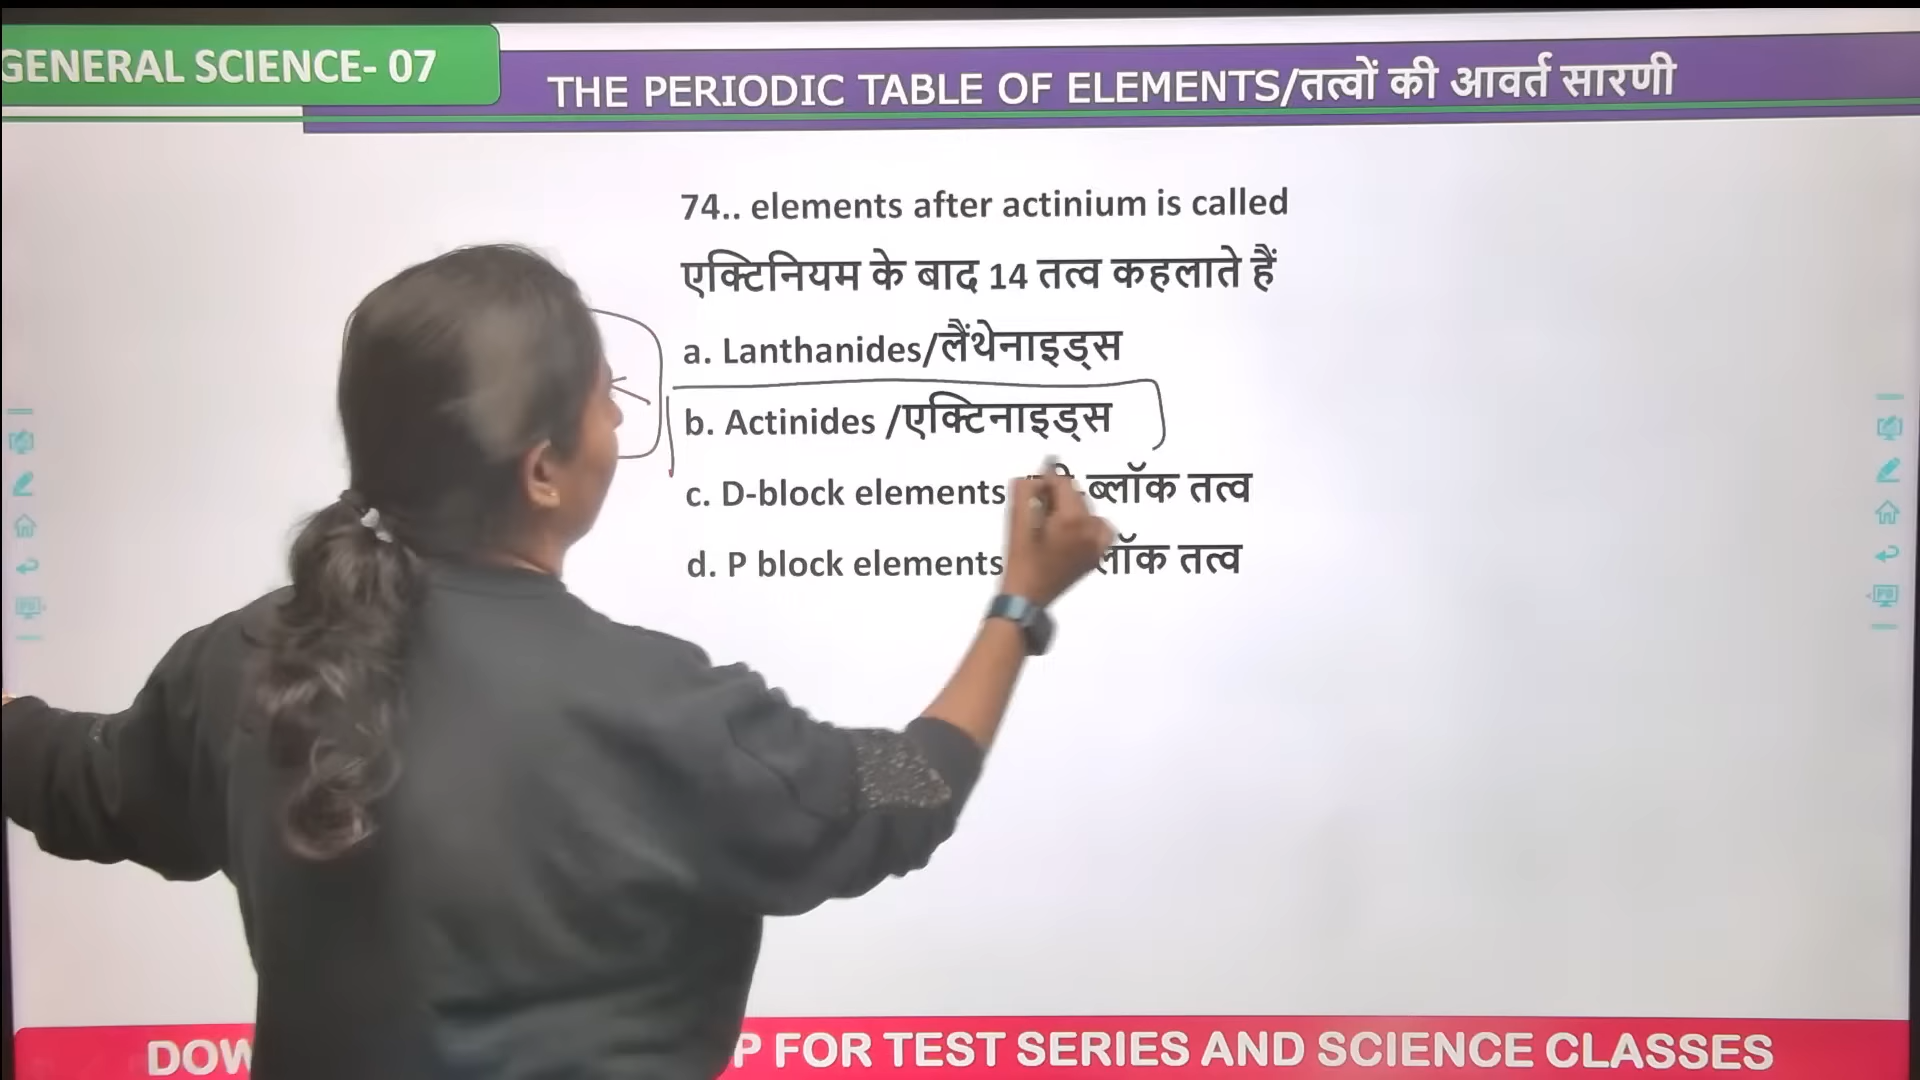 GENERAL SCIENCE- 07
THE PERIODIC TABLE OF ELEMENTS/तत्वों की आवर्त सारणी
74.. elements after actinium is called
एक्टिनियम के बाद 14 तत्व कहलाते हैं
a. Lanthanides/लैंथेनाइड्स
b. Actinides /एक्टिनाइड्स
c. D-block elements ब्लॉक तत्व
d. P block elements तत्व
FOR TEST SERIES AND SCIENCE CLASSES